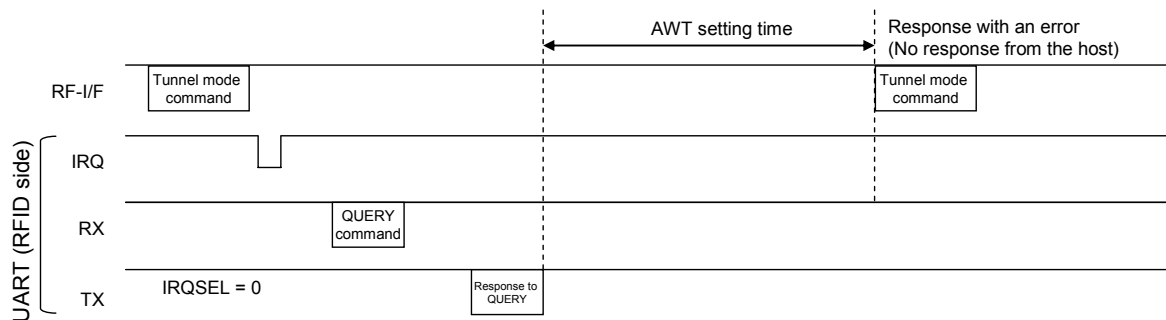 AWT setting time
Response with an error
(No response from the host)
RF-I/F
Tunnel mode
command
Tunnel mode
command
UART (RFID side)
IRQ
RX
QUERY
command
TX
IRQSEL = 0
Response to
QUERY